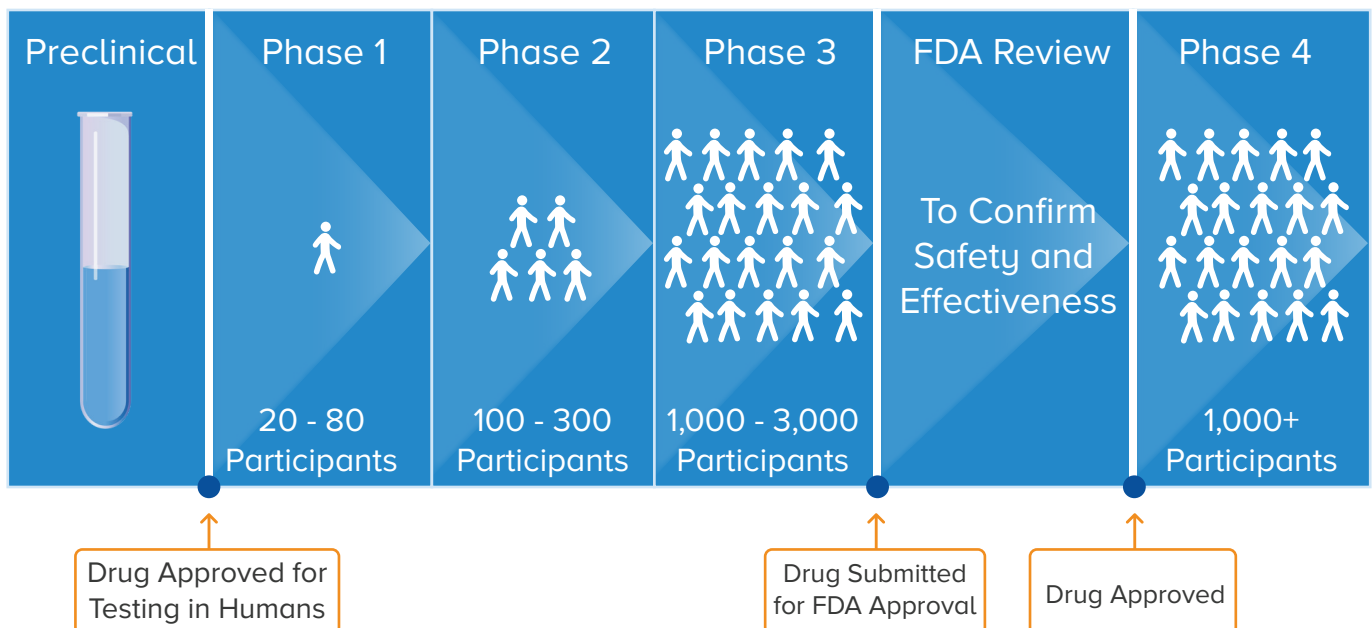 Preclinical
Phase 1
Phase 2
Phase 3
FDA Review
Phase 4
To Confirm
Safety and
Effectiveness
20 - 80
Participants
100 - 300
Participants
1,000 - 3,000
Participants
1,000+
Participants
Drug Approved for
Testing in Humans
Drug Submitted
for FDA Approval
Drug Approved